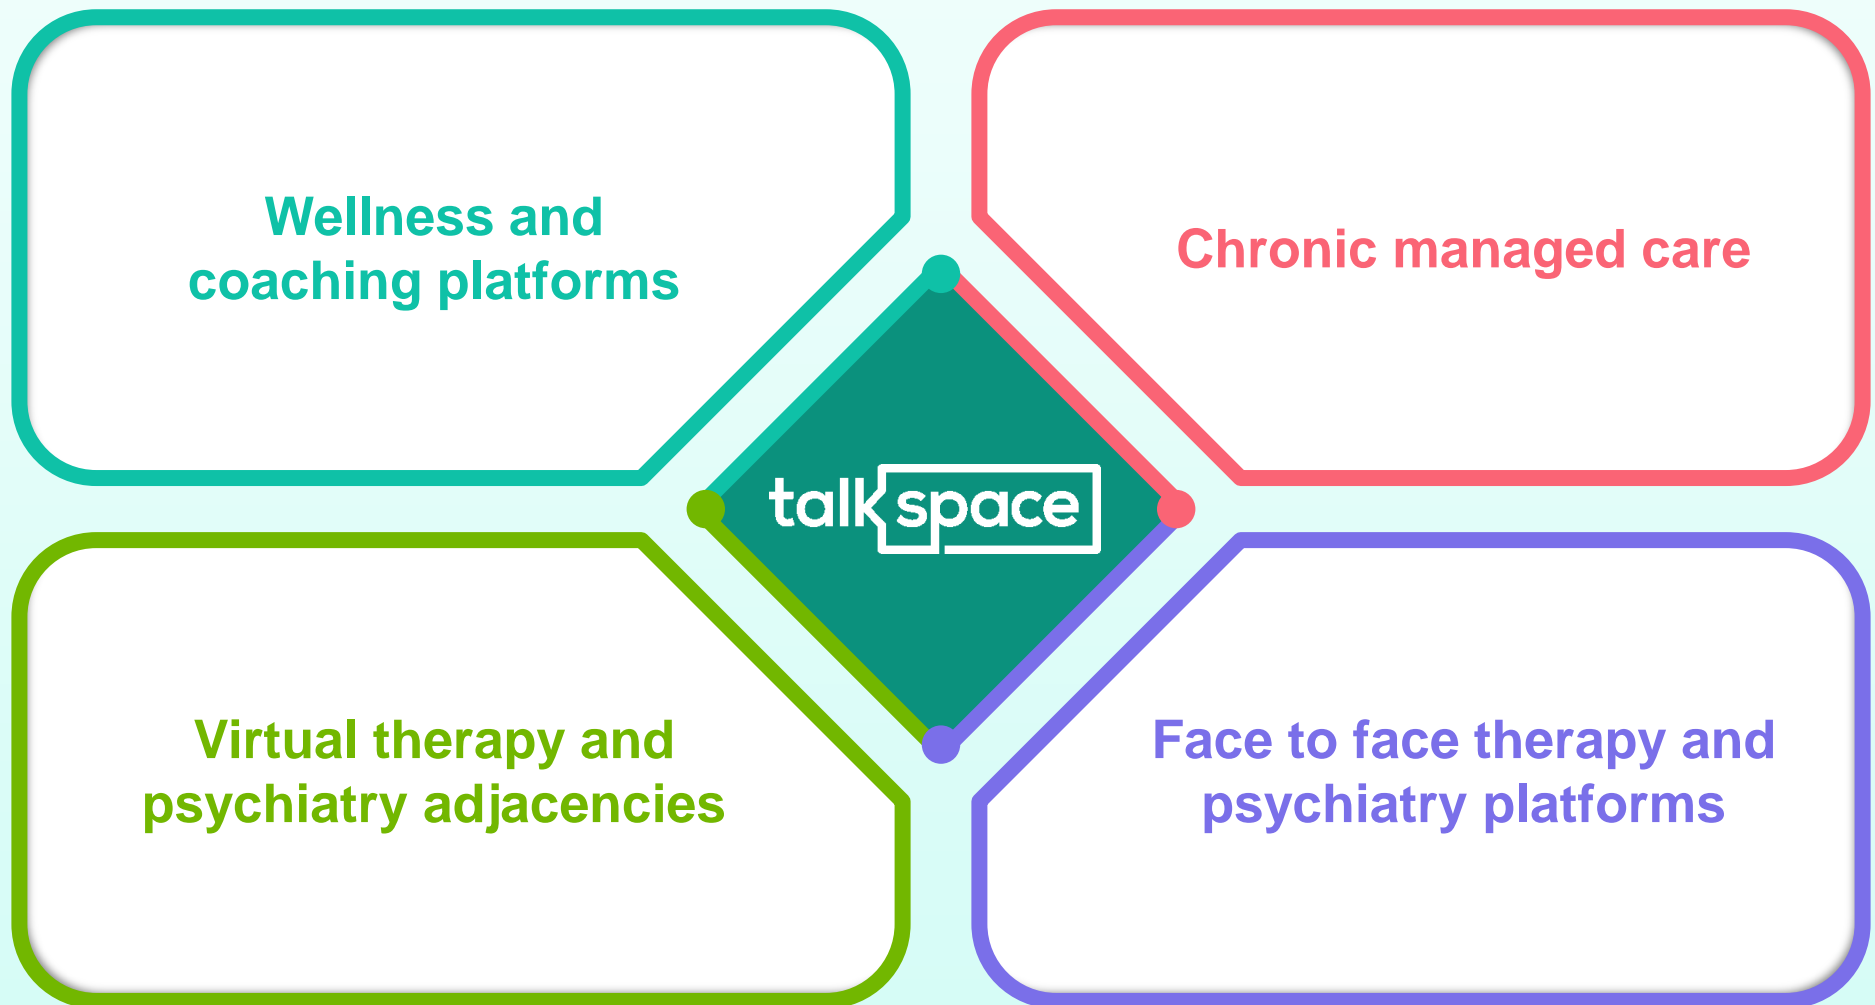 Wellness and
coaching platforms
Chronic managed care
talkspace
Virtual therapy and
psychiatry adjacencies
Face to face therapy and
psychiatry platforms